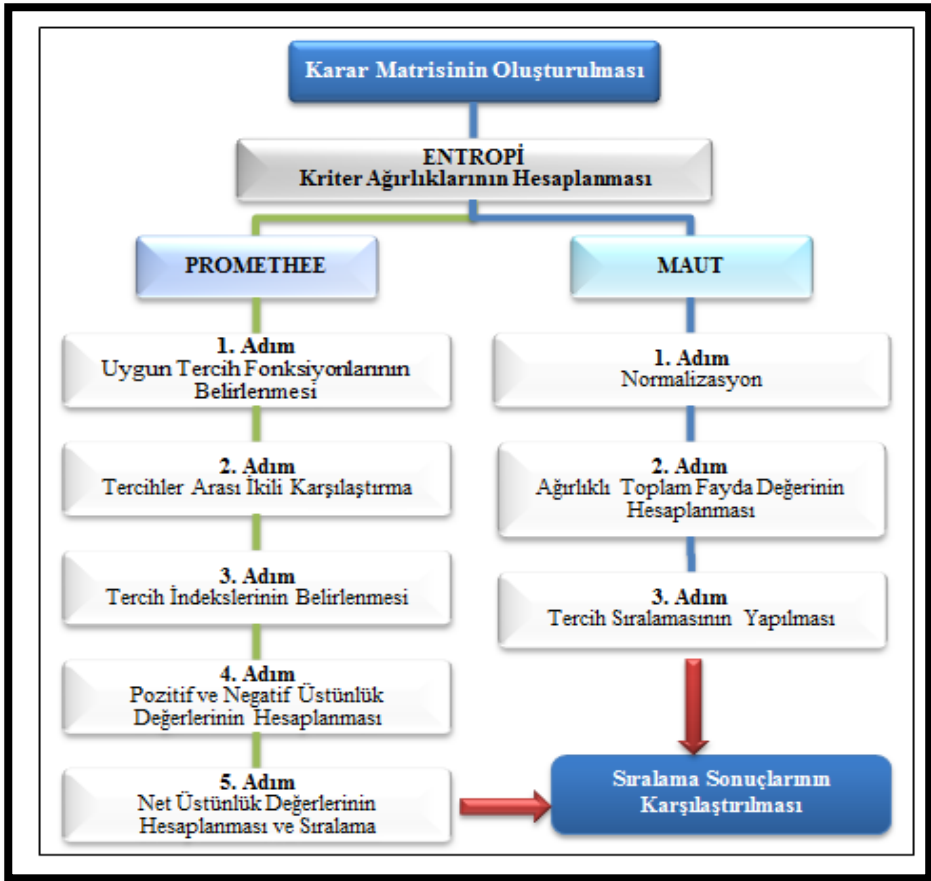 Karar Matrisinin Oluşturulması
ENTROPİ
Kriter Ağırlıklarının Hesaplanması
PROMETHEE
1. Adım
Uygun Tercih Fonksiyonlarının
Belirlenmesi
2. Adım
Tercihler Arası İkili Karşılaştırma
3. Adım
Tercih İndekslerinin Belirlenmesi
4. Adım
Pozitif ve Negatif Üstünlük
Değerlerinin Hesaplanması
5. Adım
Net Üstünlük Değerlerinin
Hesaplanması ve Sıralama
MAUT
1. Adım
Normalizasyon
2. Adım
Ağırlıklı Toplam Fayda Değerinin
Hesaplanması
3. Adım
Tercih Sıralamasının Yapılması
Sıralama Sonuçlarının
Karşılaştırılması